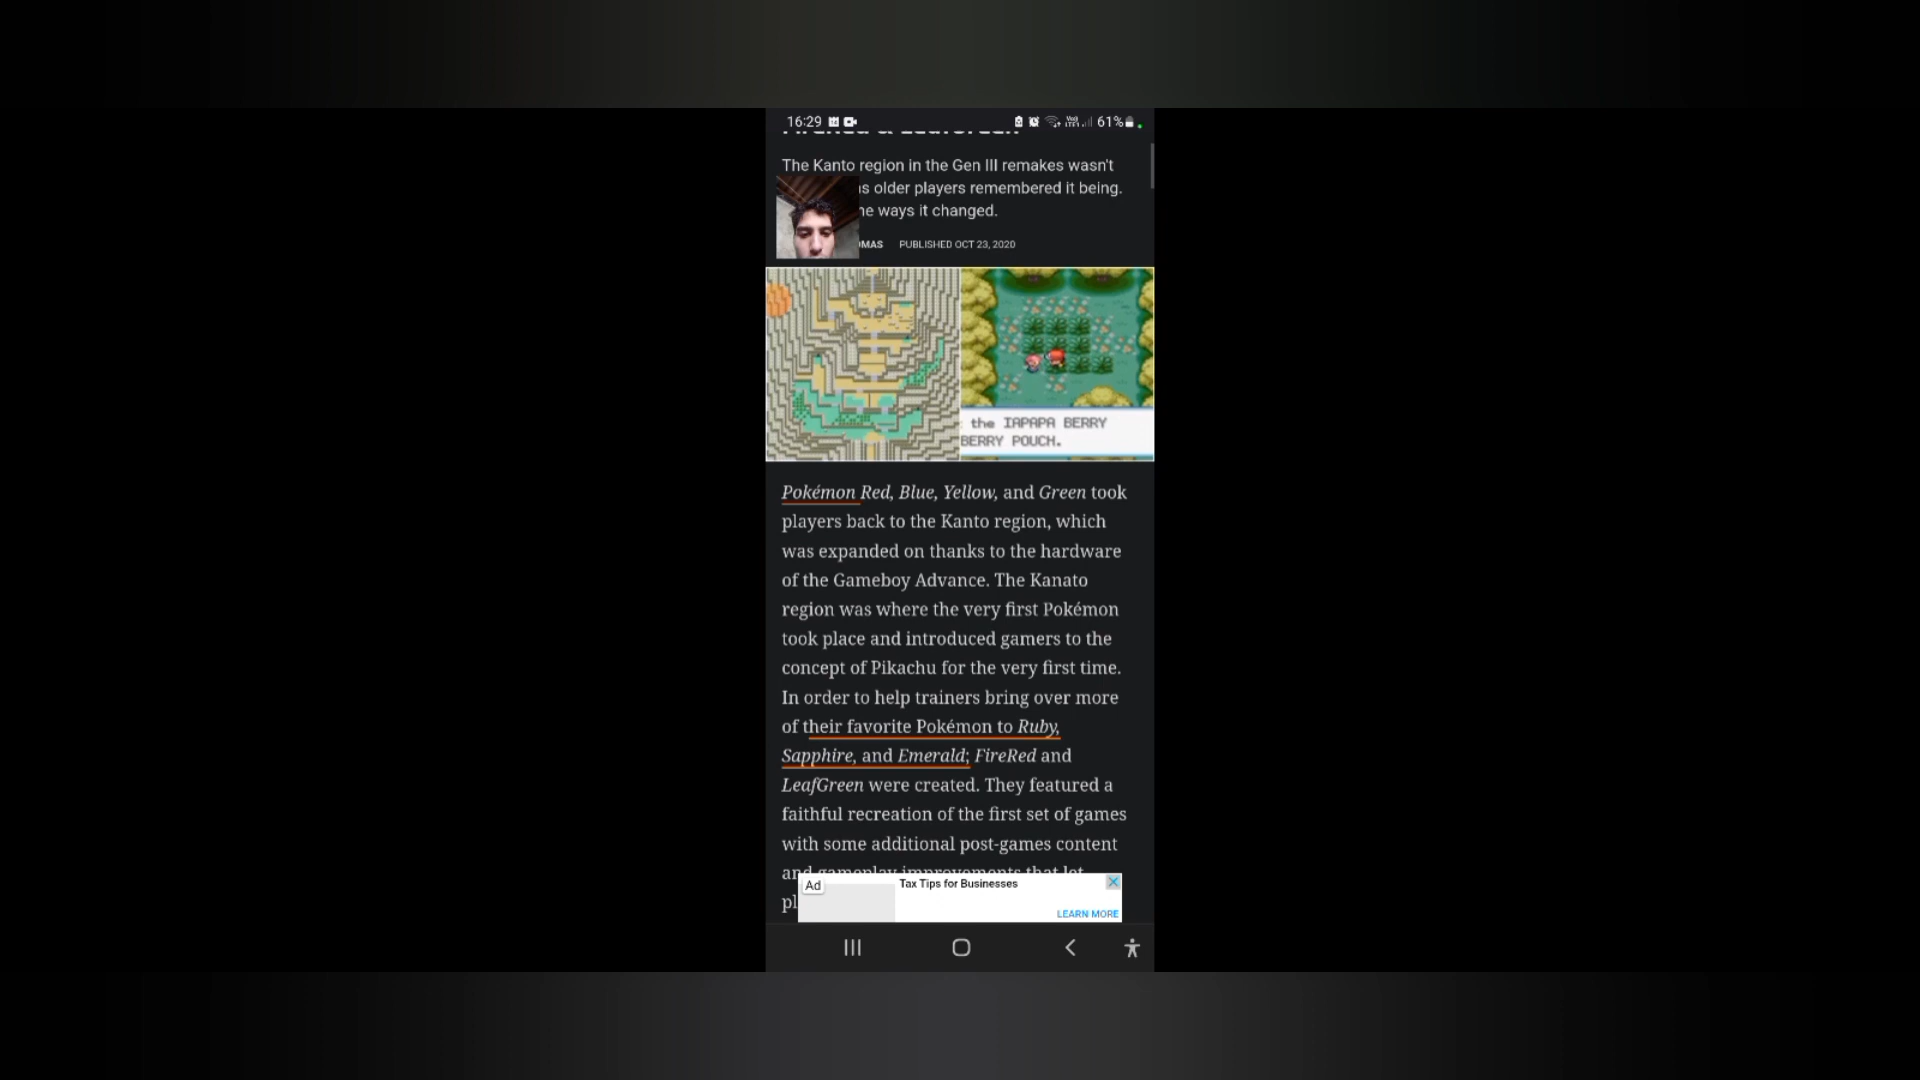 16:29 61%
The Kanto region in the Gen III remakes wasn't
older players remembered it being.
ways it changed.
PUBLISHED OCT 23, 2020
the IAPAPA BERRY
BERRY POUCH.
Pokémon Red, Blue, Yellow, and Green took
players back to the Kanto region, which
was expanded on thanks to the hardware
of the Gameboy Advance. The Kanato
region was where the very first Pokémon
took place and introduced gamers to the
concept of Pikachu for the very first time.
In order to help trainers bring over more
of their favorite Pokémon to Ruby,
Sapphire, and Emerald; FireRed and
LeafGreen were created. They featured a
faithful recreation of the first set of games
with some additional post-games content
and gameplay improvements that let
Ad
Tax Tips for Businesses
LEARN MORE